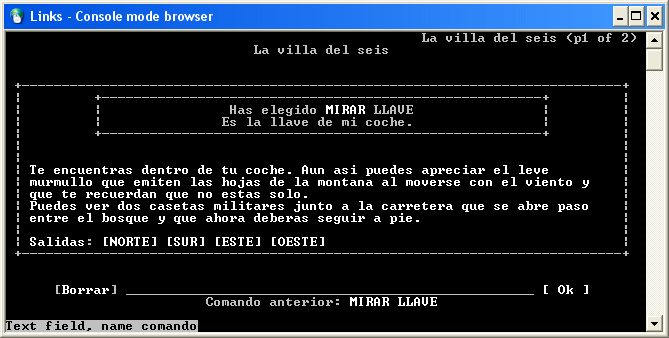 Links - Console mode browser
La villa del seis (p1 of 2)
La villa del seis
Has elegido MIRAR LLAVE
Es la llave de mi coche.
Te encuentras dentro de tu coche. Aun asi puedes apreciar el leve
murmullo que emiten las hojas de la montana al moverse con el viento y
que te recuerdan que no estas solo.
Puedes ver dos casetas militares junto a la carretera que se abre paso
entre el bosque y que ahora deberas seguir a pie.
Salidas: [NORTE] [SUR] [ESTE] [OESTE]
[Borrar] ____________________________________________________ [ Ok ]
Comando anterior: MIRAR LLAVE
Text field, name comando